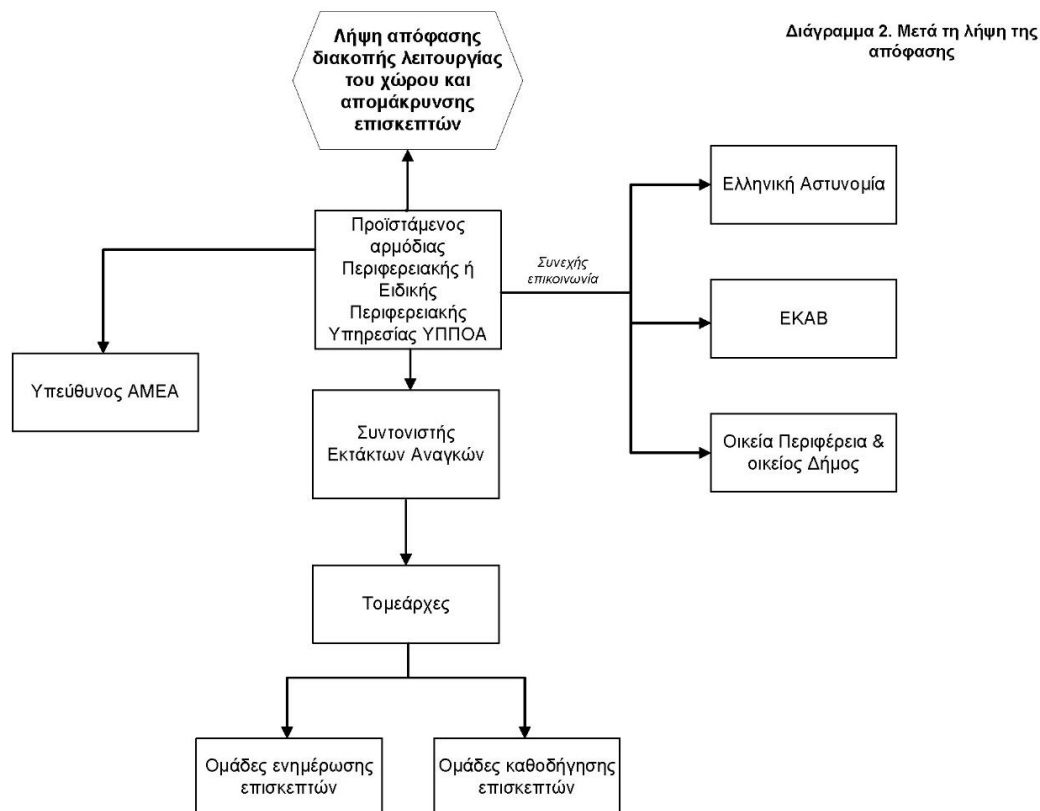 Διάγραμμα 2. Μετά τη λήψη της
απόφασης
Λήψη απόφασης
διακοπής λειτουργίας
του χώρου και
απομάκρυνσης
επισκεπτών
Προϊστάμενος
αρμόδιας
Περιφερειακής ή
Ειδικής
Περιφερειακής
Υπηρεσίας ΥΠΠΟΑ
Συνεχής
επικοινωνία
Ελληνική Αστυνομία
ΕΚΑΒ
Οικεία Περιφέρεια &
οικείος Δήμος
Υπεύθυνος ΑΜΕΑ
Συντονιστής
Εκτάκτων Αναγκών
Τομεάρχες
Ομάδες ενημέρωσης
επισκεπτών
Ομάδες καθοδήγησης
επισκεπτών